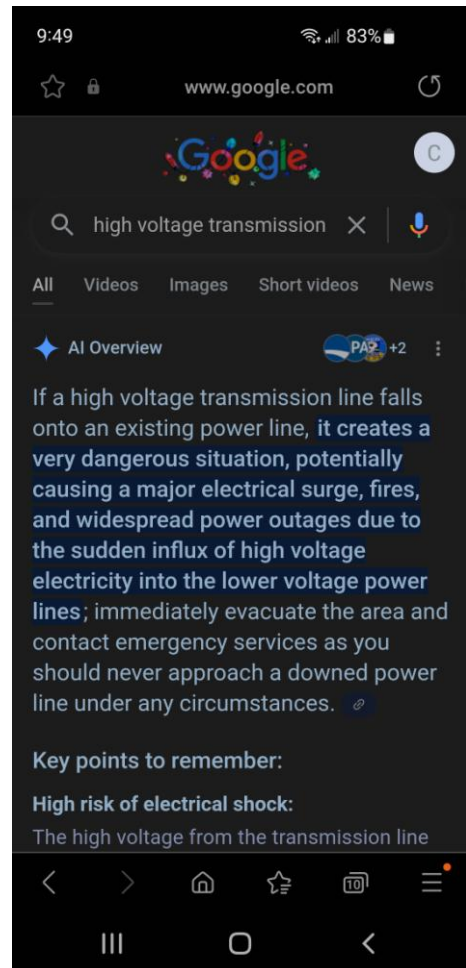 9:49 83%
www.google.com
Google
C
high voltage transmission
All Videos Images Short videos News
AI Overview PA +2
If a high voltage transmission line falls
onto an existing power line, it creates a
very dangerous situation, potentially
causing a major electrical surge, fires,
and widespread power outages due to
the sudden influx of high voltage
electricity into the lower voltage power
lines; immediately evacuate the area and
contact emergency services as you
should never approach a downed power
line under any circumstances.
Key points to remember:
High risk of electrical shock:
The high voltage from the transmission line
10